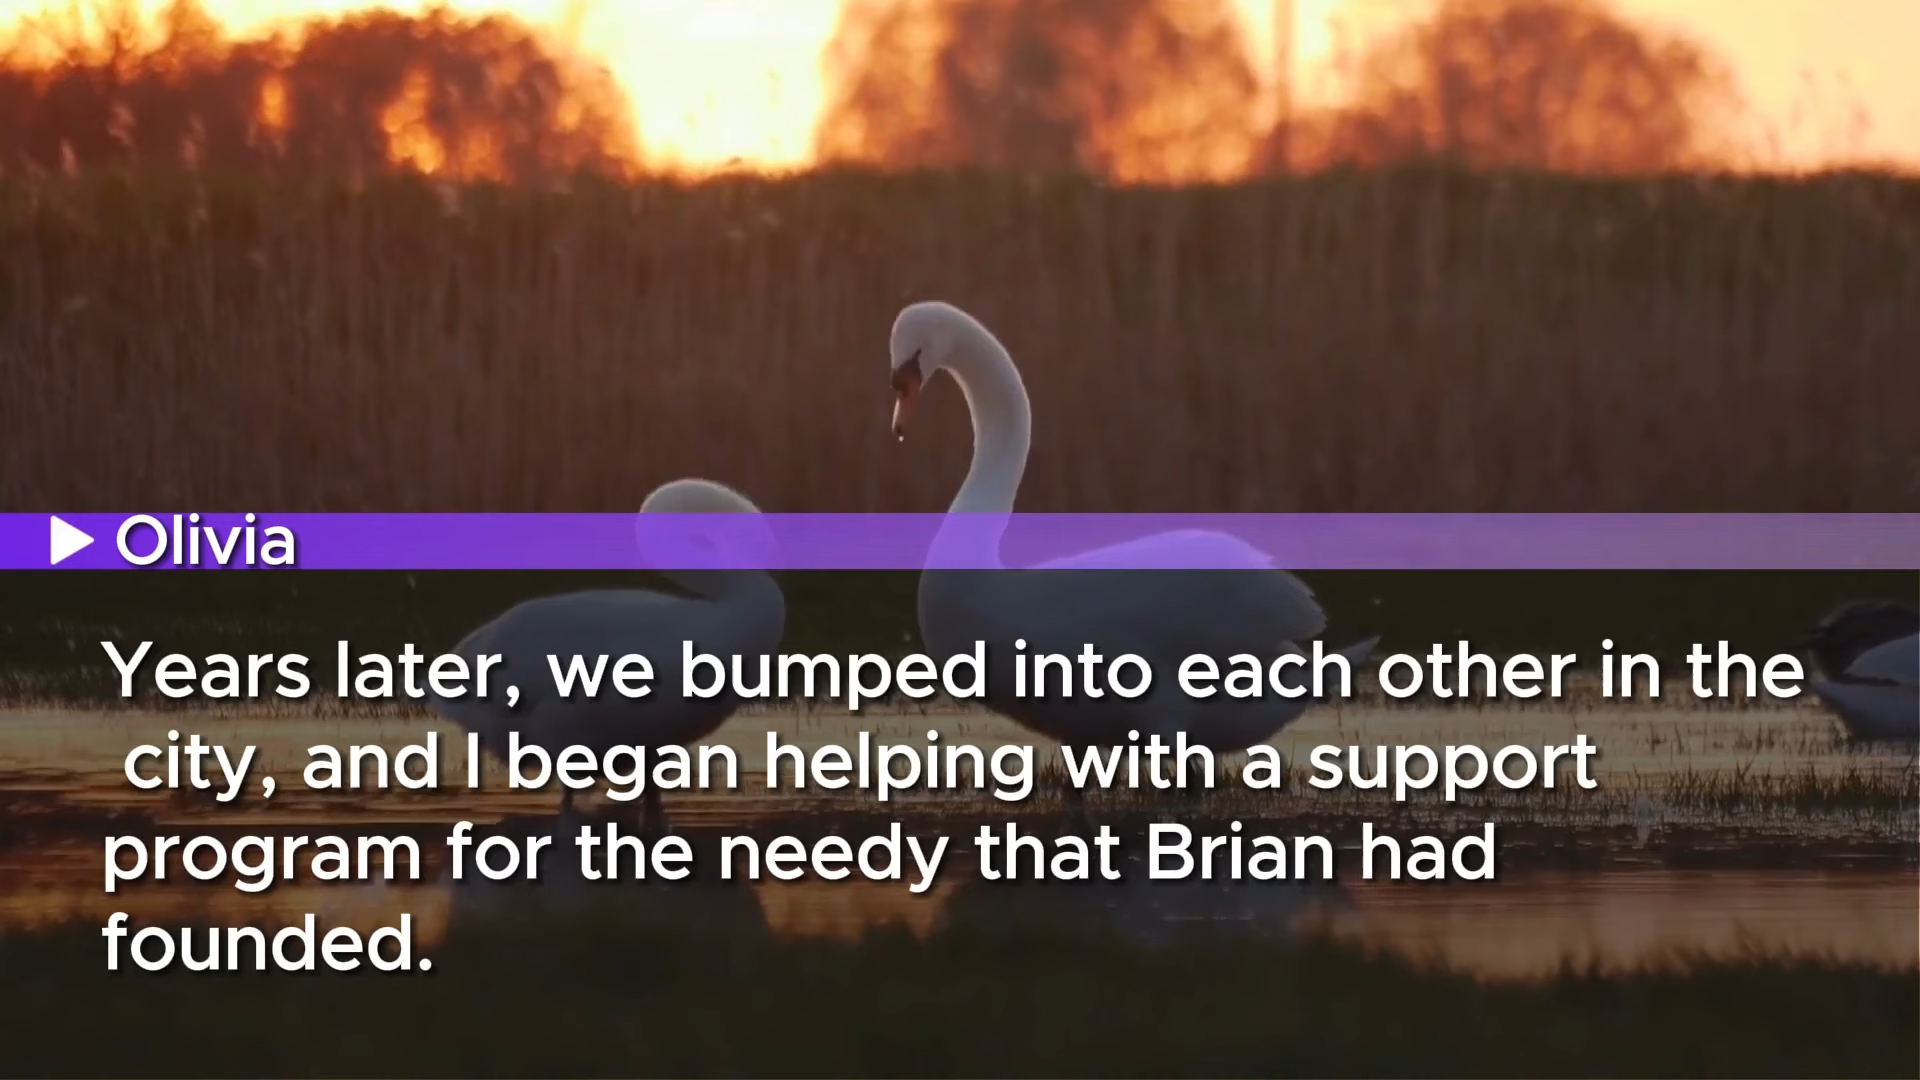 Olivia
Years later, we bumped into each other in the
city, and I began helping with a support
program for the needy that Brian had
founded.